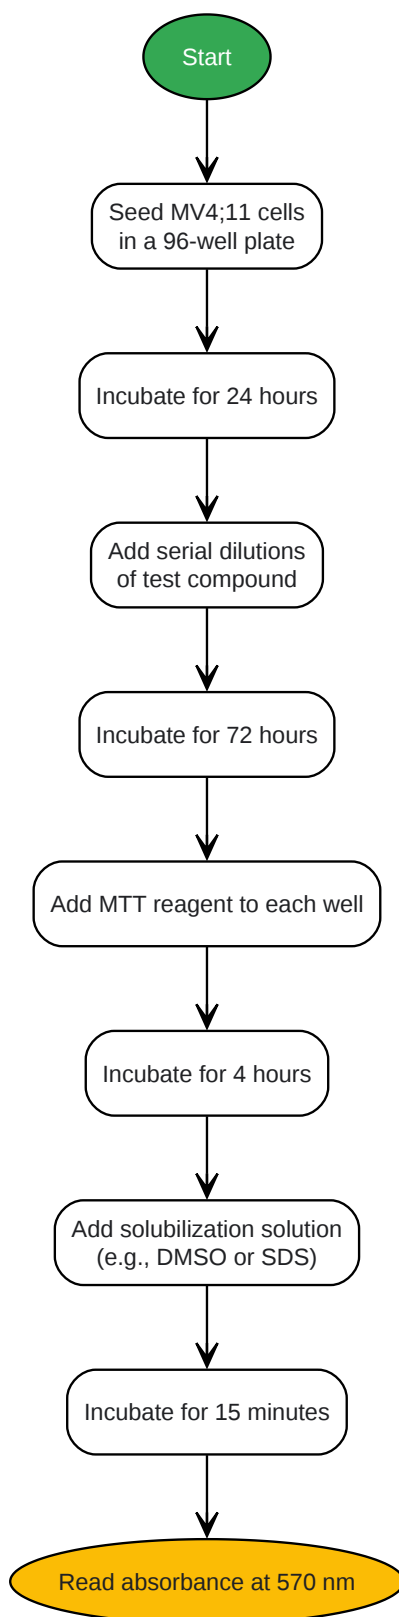 Start
Seed MV4;11 cells
in a 96-well plate
Incubate for 24 hours
Add serial dilutions
of test compound
Incubate for 72 hours
Add MTT reagent to each well
Incubate for 4 hours
Add solubilization solution
(e.g., DMSO or SDS)
Incubate for 15 minutes
Read absorbance at 570 nm